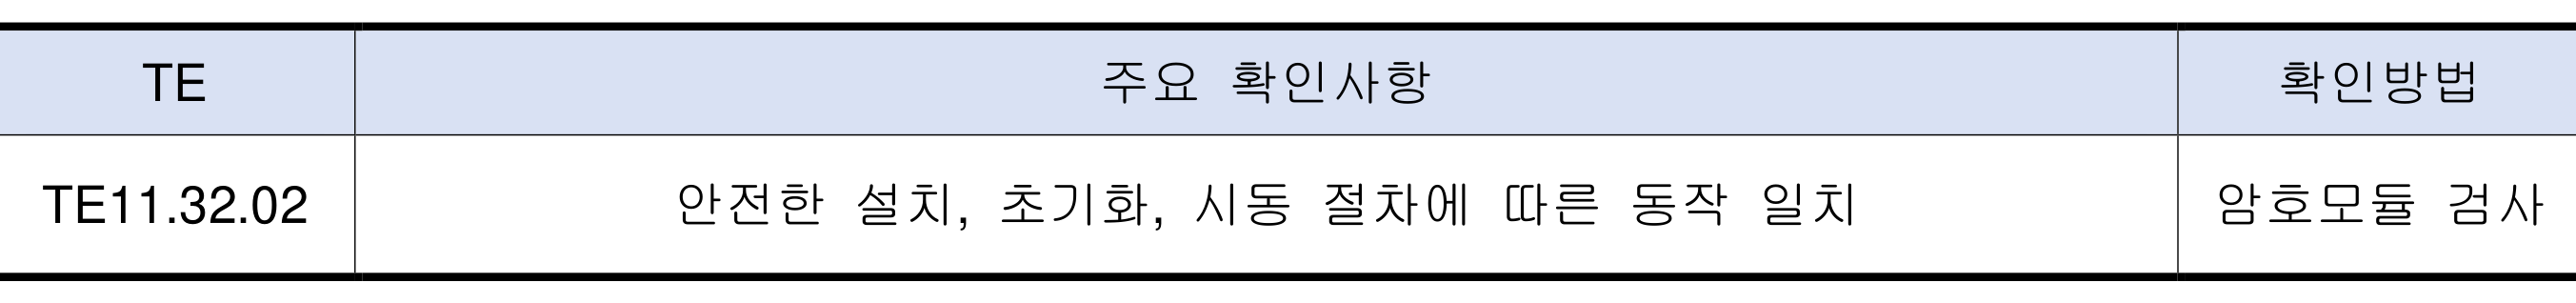 TE 주요 확인사항 확인방법
TE11.32.02 안전한 설치, 초기화, 시동 절차에 따른 동작 일치 암호모듈 검사